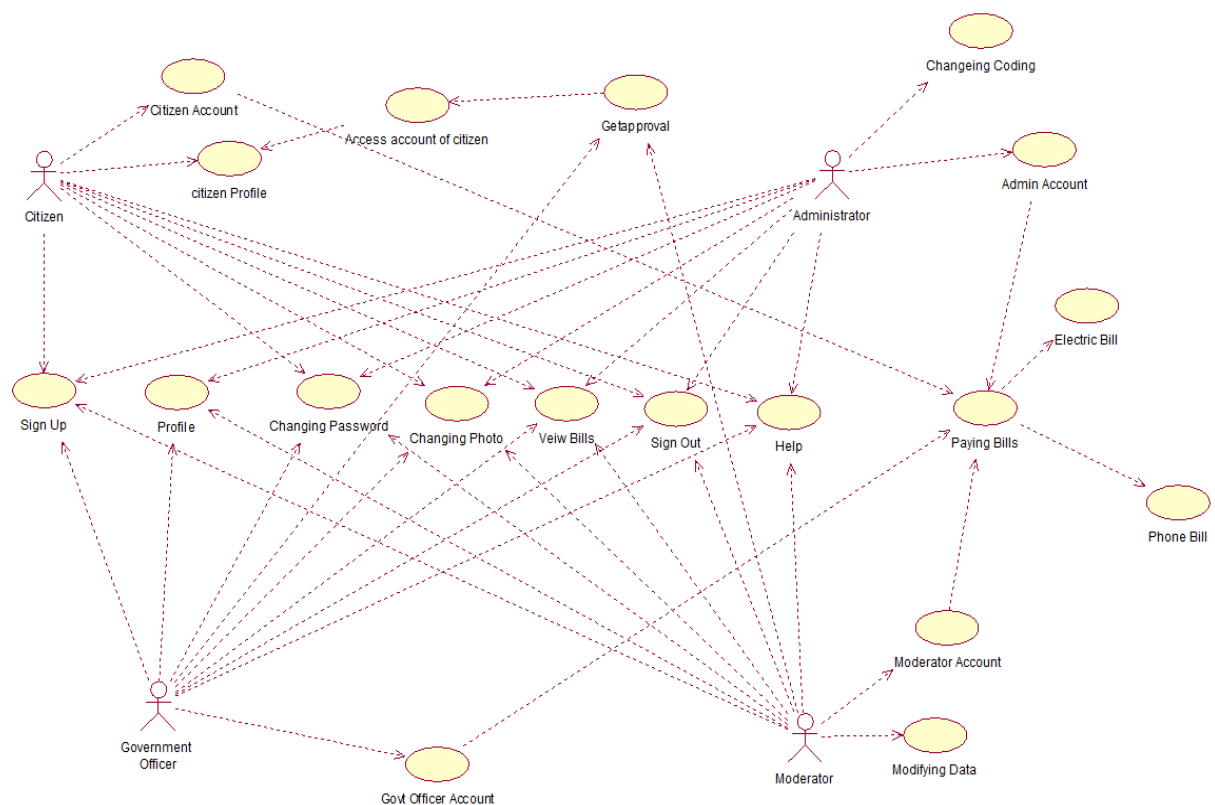 Changeing Coding
Citizen Account
Getapproval
Access account of citizen
citizen Profile
Admin Account
Citizen
Administrator
Electric Bill
Sign Up
Profile
Changing Password
Changing Photo
Veiw Bills
Sign Out
Help
Paying Bills
Phone Bill
Moderator Account
Government
Officer
Moderator
Modifying Data
Govt Officer Account